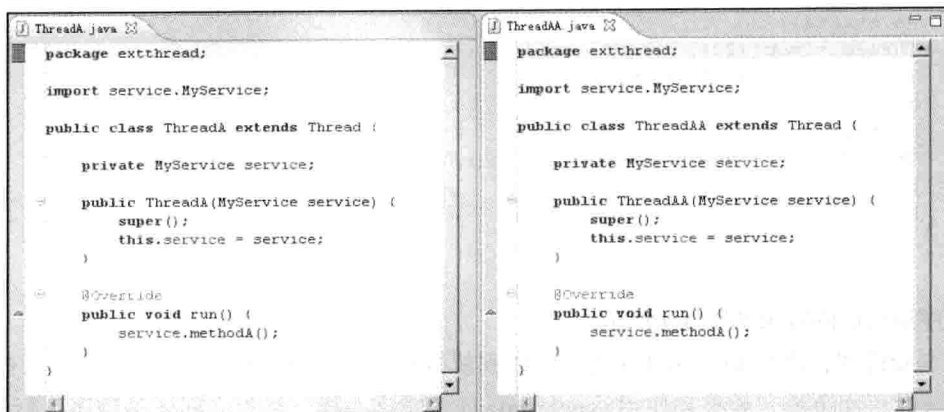 ThreadA.java
package extthread;
import service.MyService;
public class ThreadA extends Thread {
private MyService service;
public ThreadA(MyService service) {
super();
this.service = service;
}
@Override
public void run() {
service.methodA();
}
}
ThreadAA.java
package extthread;
import service.MyService;
public class ThreadAA extends Thread {
private MyService service;
public ThreadAA(MyService service) {
super();
this.service = service;
}
@Override
public void run() {
service.methodA();
}
}